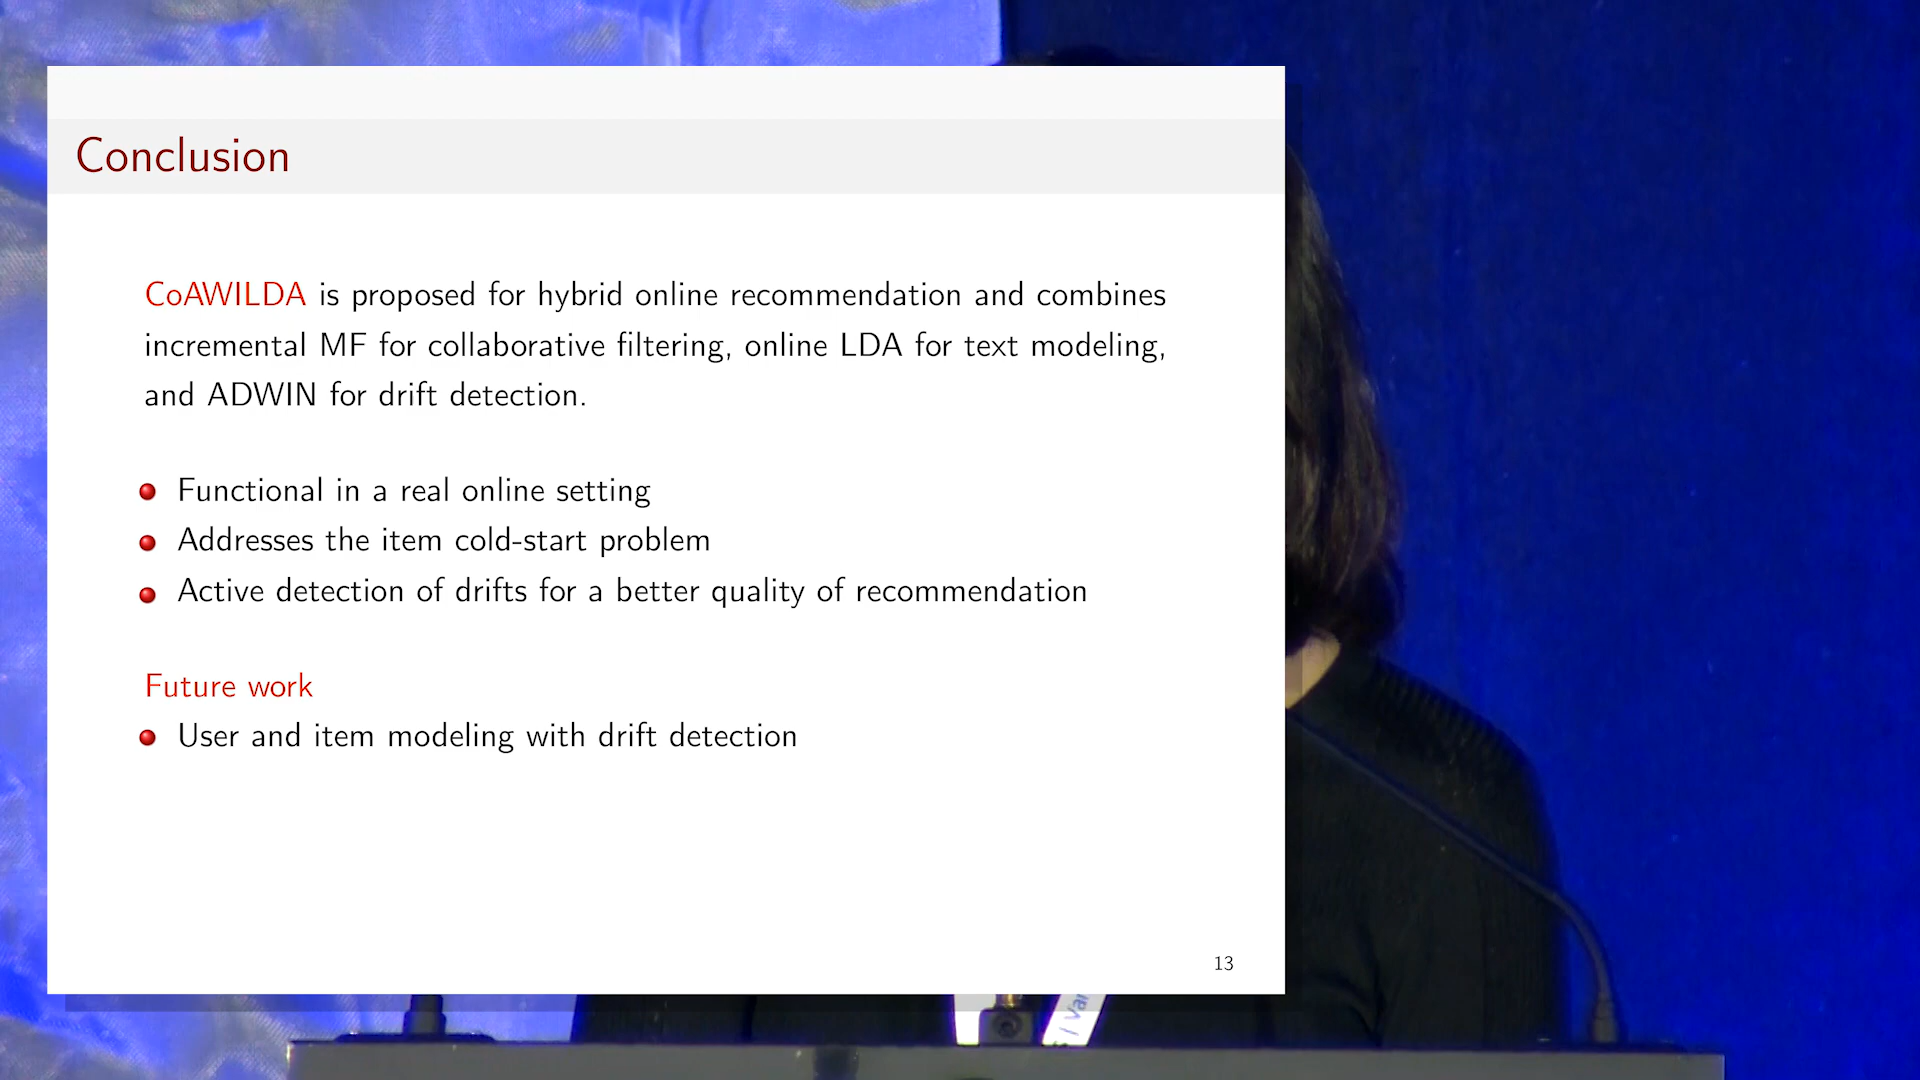 Conclusion
CoAWILDA is proposed for hybrid online recommendation and combines
incremental MF for collaborative filtering, online LDA for text modeling,
and ADWIN for drift detection.
Functional in a real online setting
Addresses the item cold-start problem
Active detection of drifts for a better quality of recommendation
Future work
User and item modeling with drift detection
13